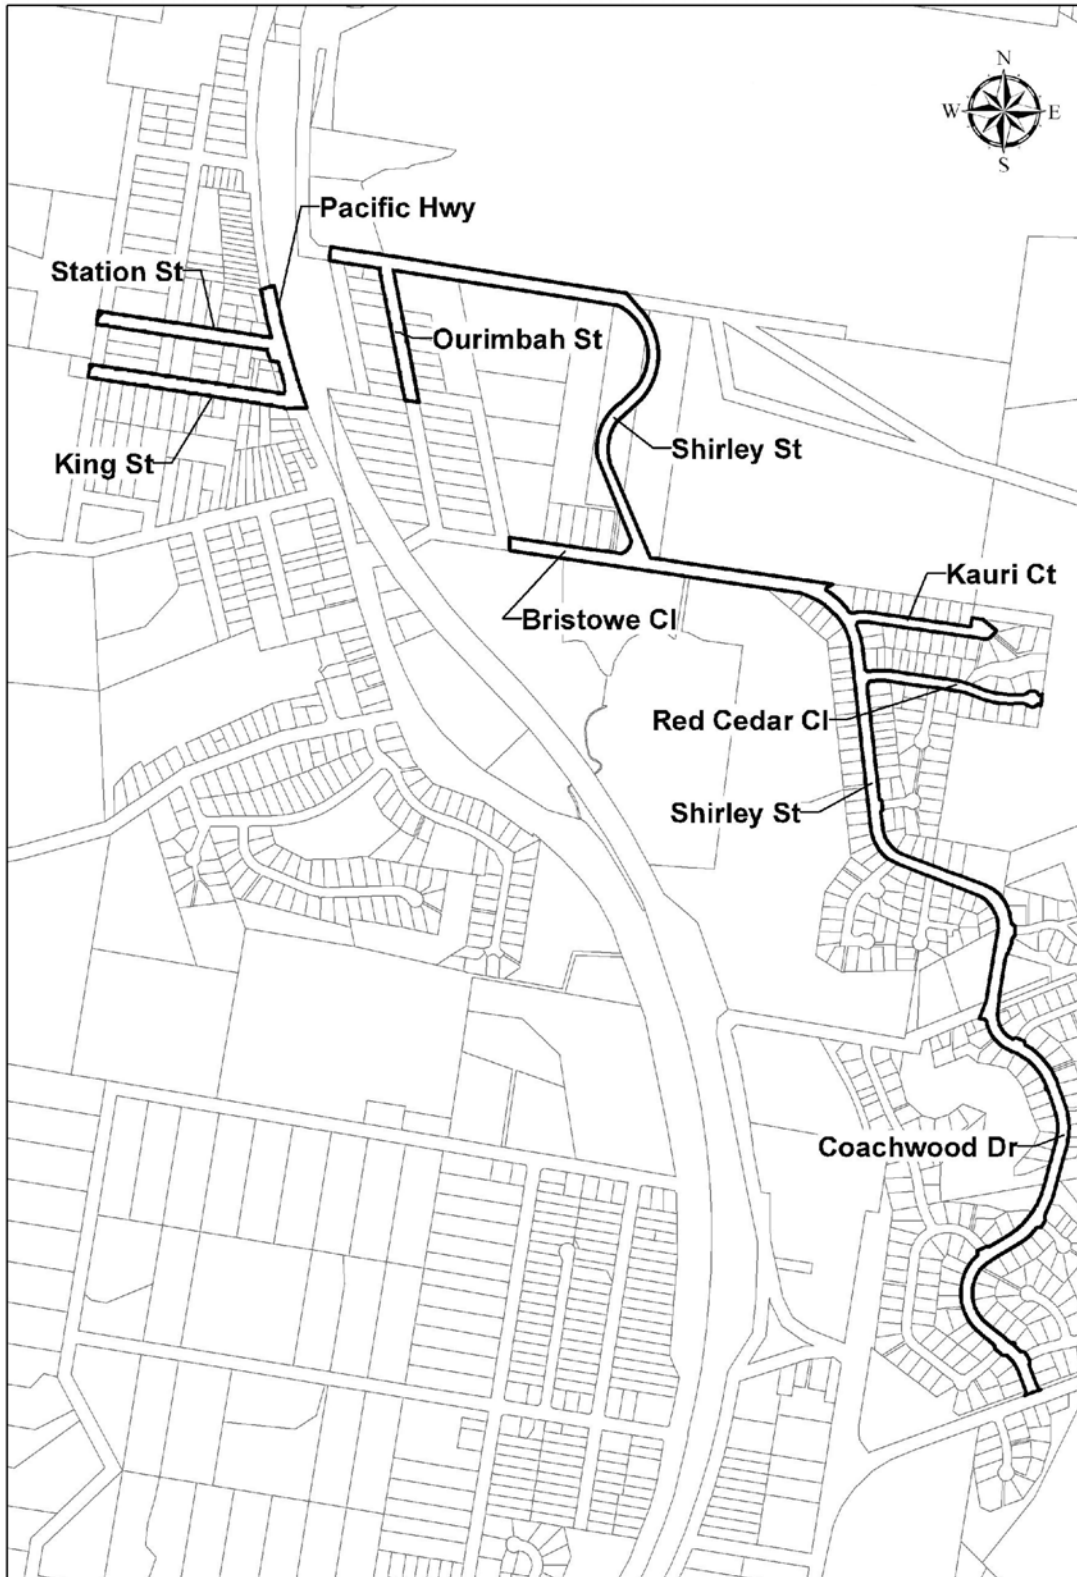 N
W E
S
Pacific Hwy
Station St
Ourimbah St
Shirley St
King St
Kauri Ct
Bristowe Cl
Red Cedar Cl
Shirley St
Coachwood Dr